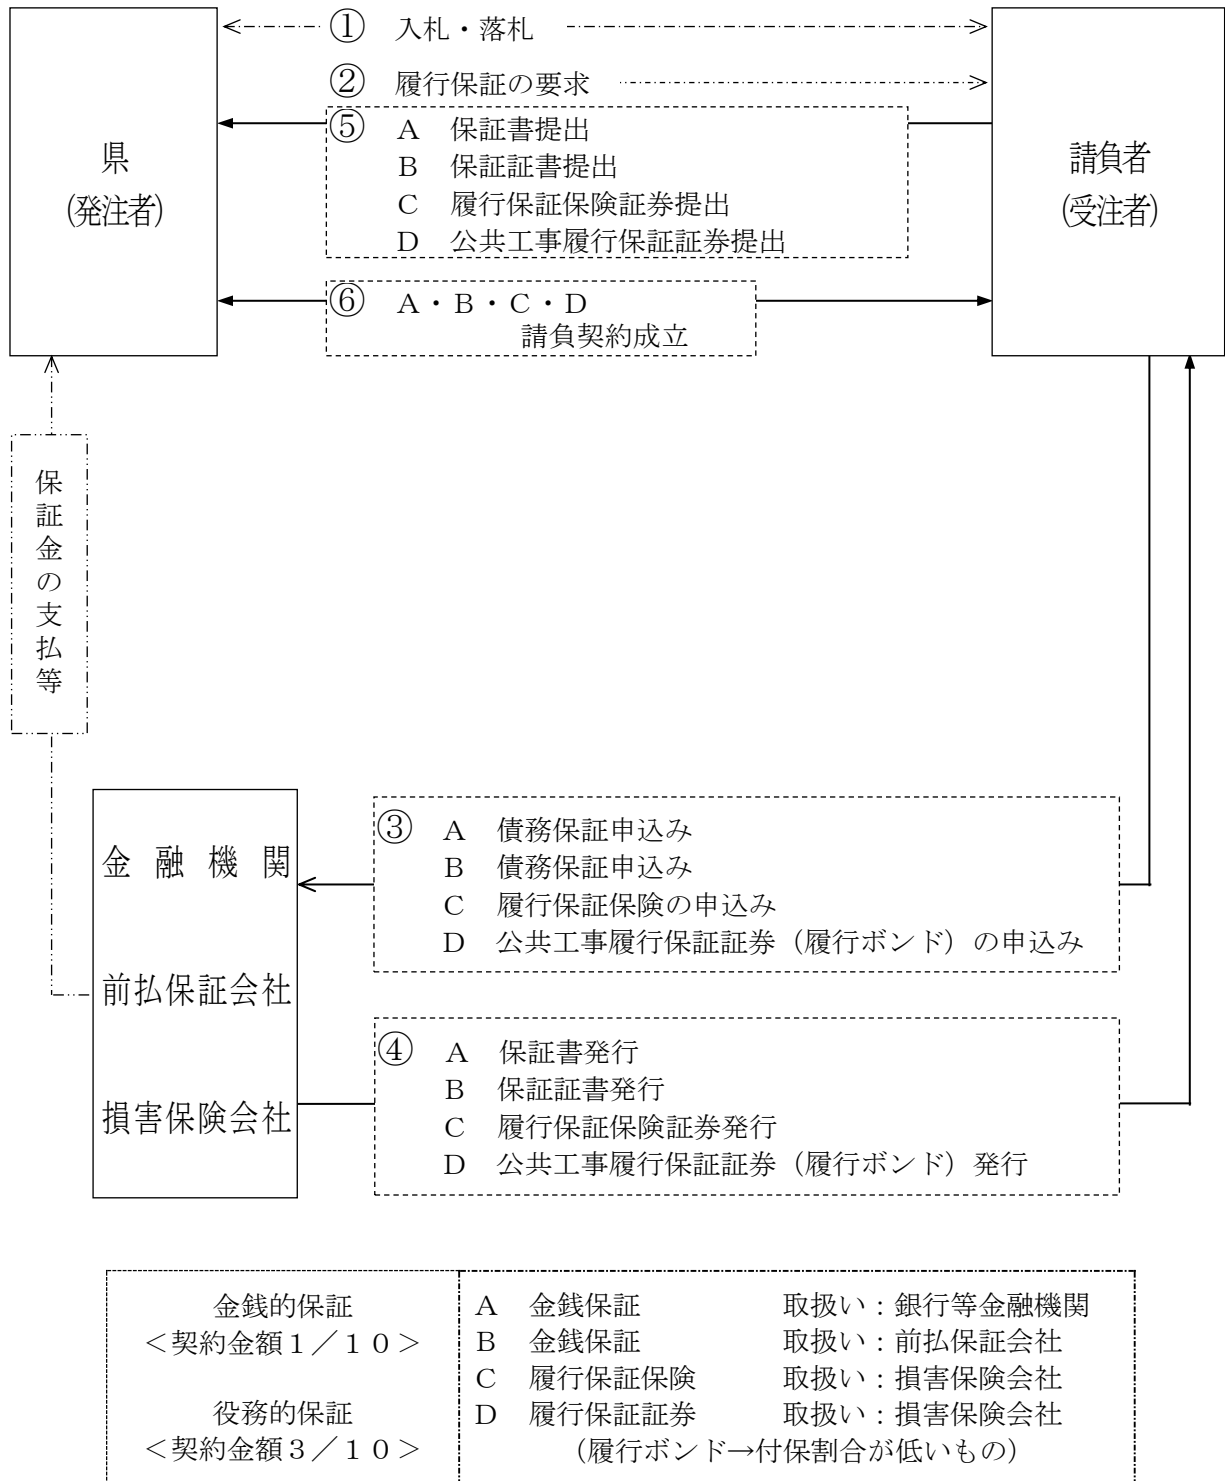 ① 入札・落札
② 履行保証の要求
県
(発注者)
⑤ A 保証書提出
B 保証証書提出
C 履行保証保険証券提出
D 公共工事履行保証証券提出
請負者
(受注者)
⑥ A・B・C・D
請負契約成立
保証金の支払等
金融機関
前払保証会社
損害保険会社
③ A 債務保証申込み
B 債務保証申込み
C 履行保証保険の申込み
D 公共工事履行保証証券（履行ボンド）の申込み
④ A 保証書発行
B 保証証書発行
C 履行保証保険証券発行
D 公共工事履行保証証券（履行ボンド）発行
金銭的保証
＜契約金額１／１０＞
役務的保証
＜契約金額３／１０＞
A 金銭保証 取扱い：銀行等金融機関
B 金銭保証 取扱い：前払保証会社
C 履行保証保険 取扱い：損害保険会社
D 履行保証証券 取扱い：損害保険会社
（履行ボンド→付保割合が低いもの）